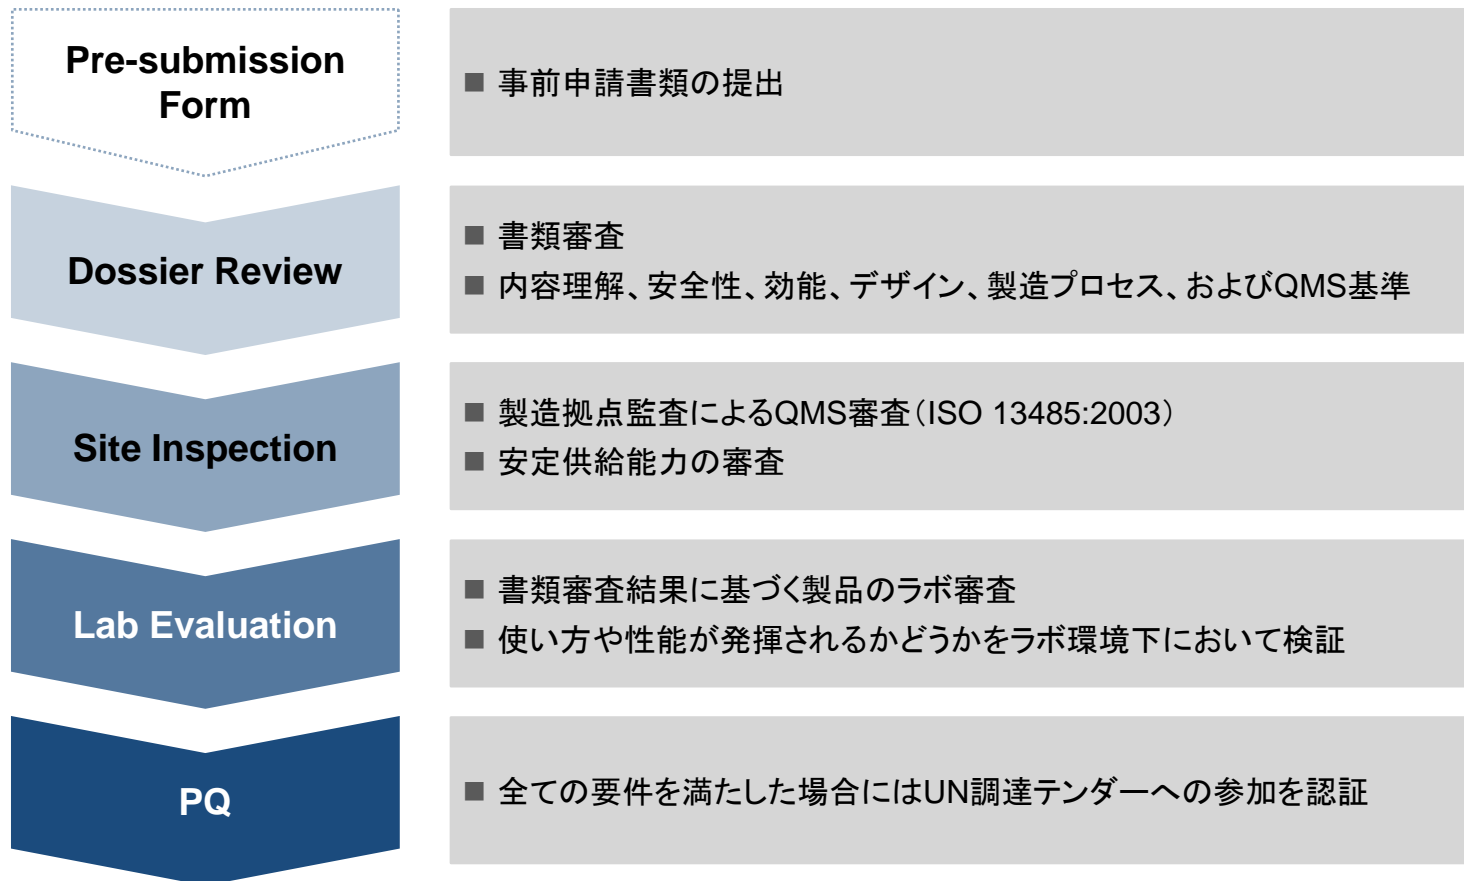 Pre-submission
Form
■ 事前申請書類の提出
Dossier Review
■ 書類審査
■ 内容理解、安全性、効能、デザイン、製造プロセス、およびQMS基準
Site Inspection
■ 製造拠点監査によるQMS審査（ISO 13485:2003）
■ 安定供給能力の審査
Lab Evaluation
■ 書類審査結果に基づく製品のラボ審査
■ 使い方や性能が発揮されるかどうかをラボ環境下において検証
PQ
■ 全ての要件を満たした場合にはUN調達テンダーへの参加を認証